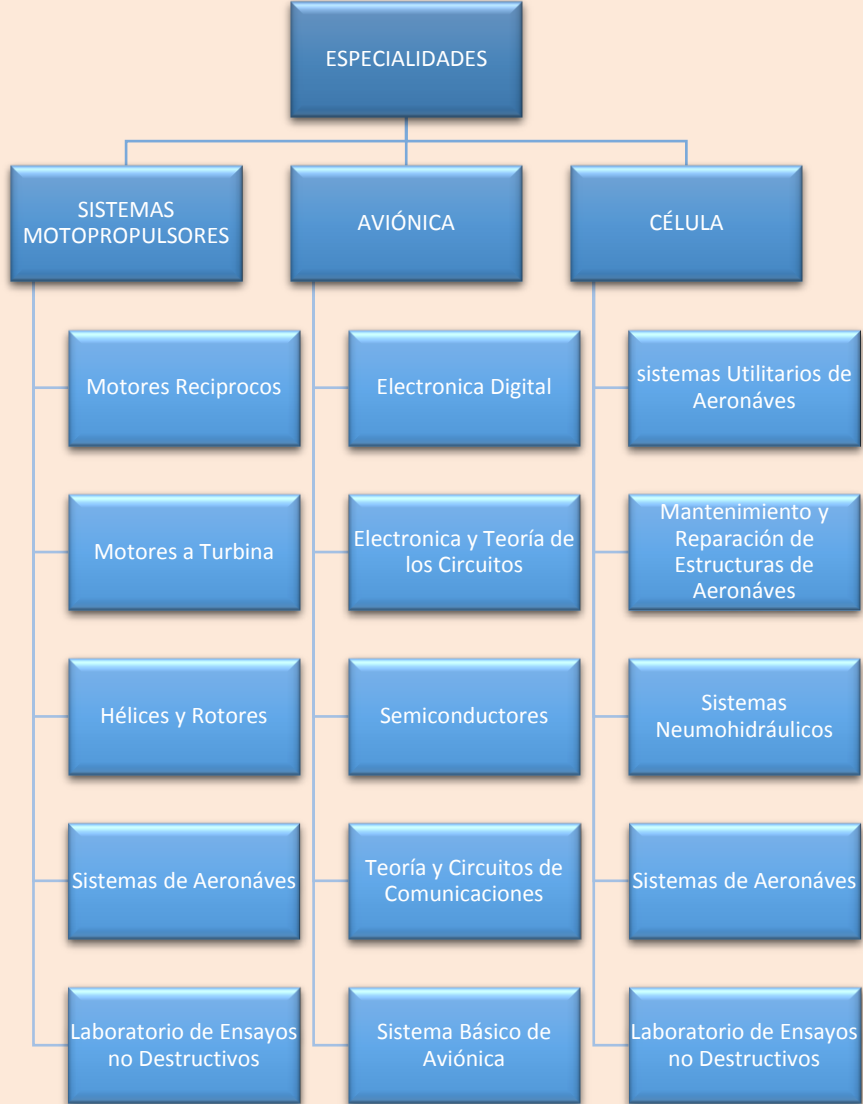 ESPECIALIDADES
SISTEMAS
MOTOPROPULSORES
AVIÓNICA
CÉLULA
Motores Reciprocos
Motores a Turbina
Hélices y Rotores
Sistemas de Aeronáves
Laboratorio de Ensayos
no Destructivos
Electronica Digital
Electronica y Teoría de
los Circuitos
Semiconductores
Teoría y Circuitos de
Comunicaciones
Sistema Básico de
Aviónica
sistemas Utilitarios de
Aeronáves
Mantenimiento y
Reparación de
Estructuras de
Aeronáves
Sistemas
Neumohidráulicos
Sistemas de Aeronáves
Laboratorio de Ensayos
no Destructivos